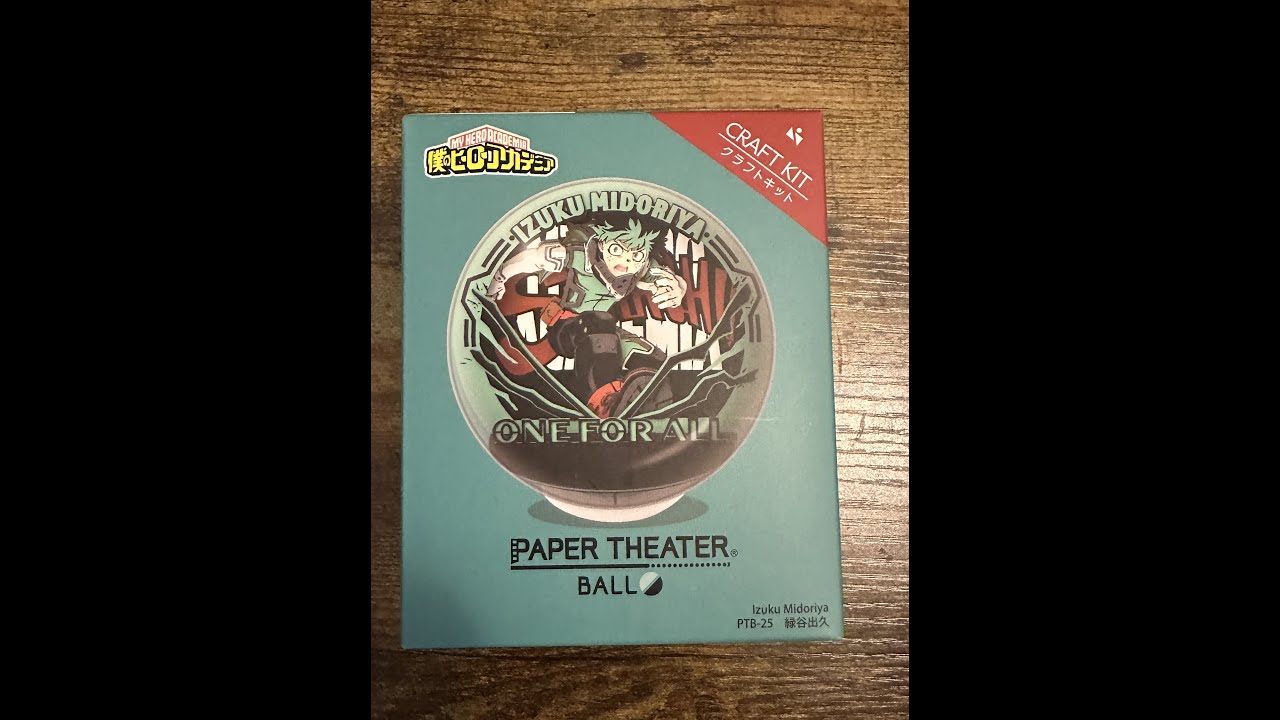 MY HERO ACADEMIA
僕のヒーローアカデミア
CRAFT KIT
クラフトキット
·IZUKU MIDORIYA·
ONE FOR ALL
PAPER THEATER®
BALL
Izuku Midoriya
PTB-25 緑谷出久